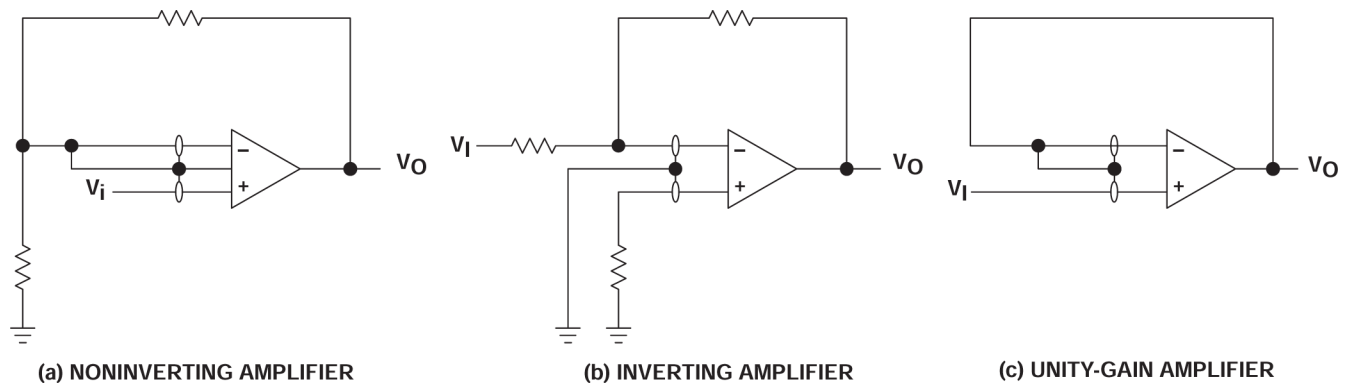 −
+
Vi
VO
(a) NONINVERTING AMPLIFIER
VI
−
+
VO
(b) INVERTING AMPLIFIER
−
+
VI
VO
(c) UNITY-GAIN AMPLIFIER